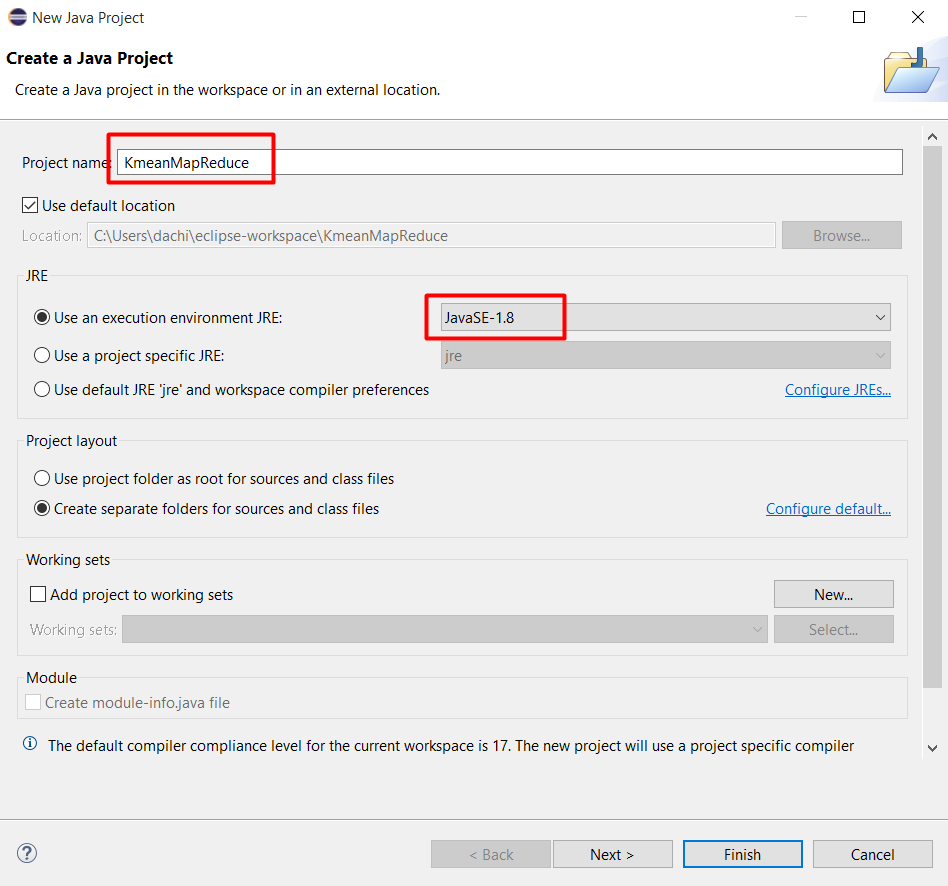 New Java Project
Create a Java Project
Create a Java project in the workspace or in an external location.
Project name: KmeanMapReduce
Use default location
Location: C:\Users\dachi\eclipse-workspace\KmeanMapReduce Browse...
JRE
Use an execution environment JRE: JavaSE-1.8
Use a project specific JRE: jre
Use default JRE 'jre' and workspace compiler preferences Configure JREs...
Project layout
Use project folder as root for sources and class files
Create separate folders for sources and class files Configure default...
Working sets
Add project to working sets New...
Working sets: Select...
Module
Create module-info.java file
The default compiler compliance level for the current workspace is 17. The new project will use a project specific compiler
? < Back Next > Finish Cancel